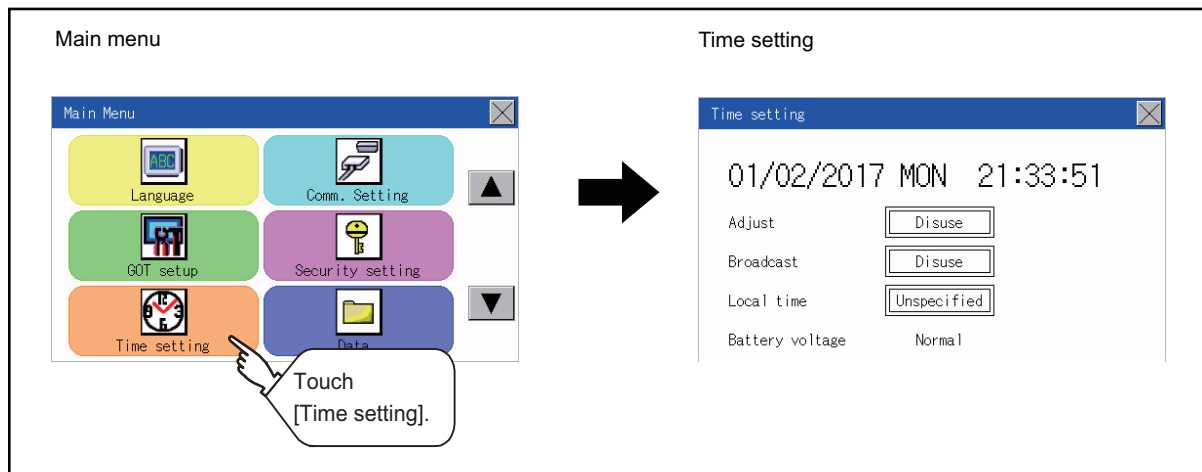 Main menu
Time setting
Main Menu
ABC
Language
Comm. Setting
GOT setup
Security setting
Time setting
Data
Touch
[Time setting].
Time setting
01/02/2017 MON 21:33:51
Adjust Disuse
Broadcast Disuse
Local time Unspecified
Battery voltage Normal